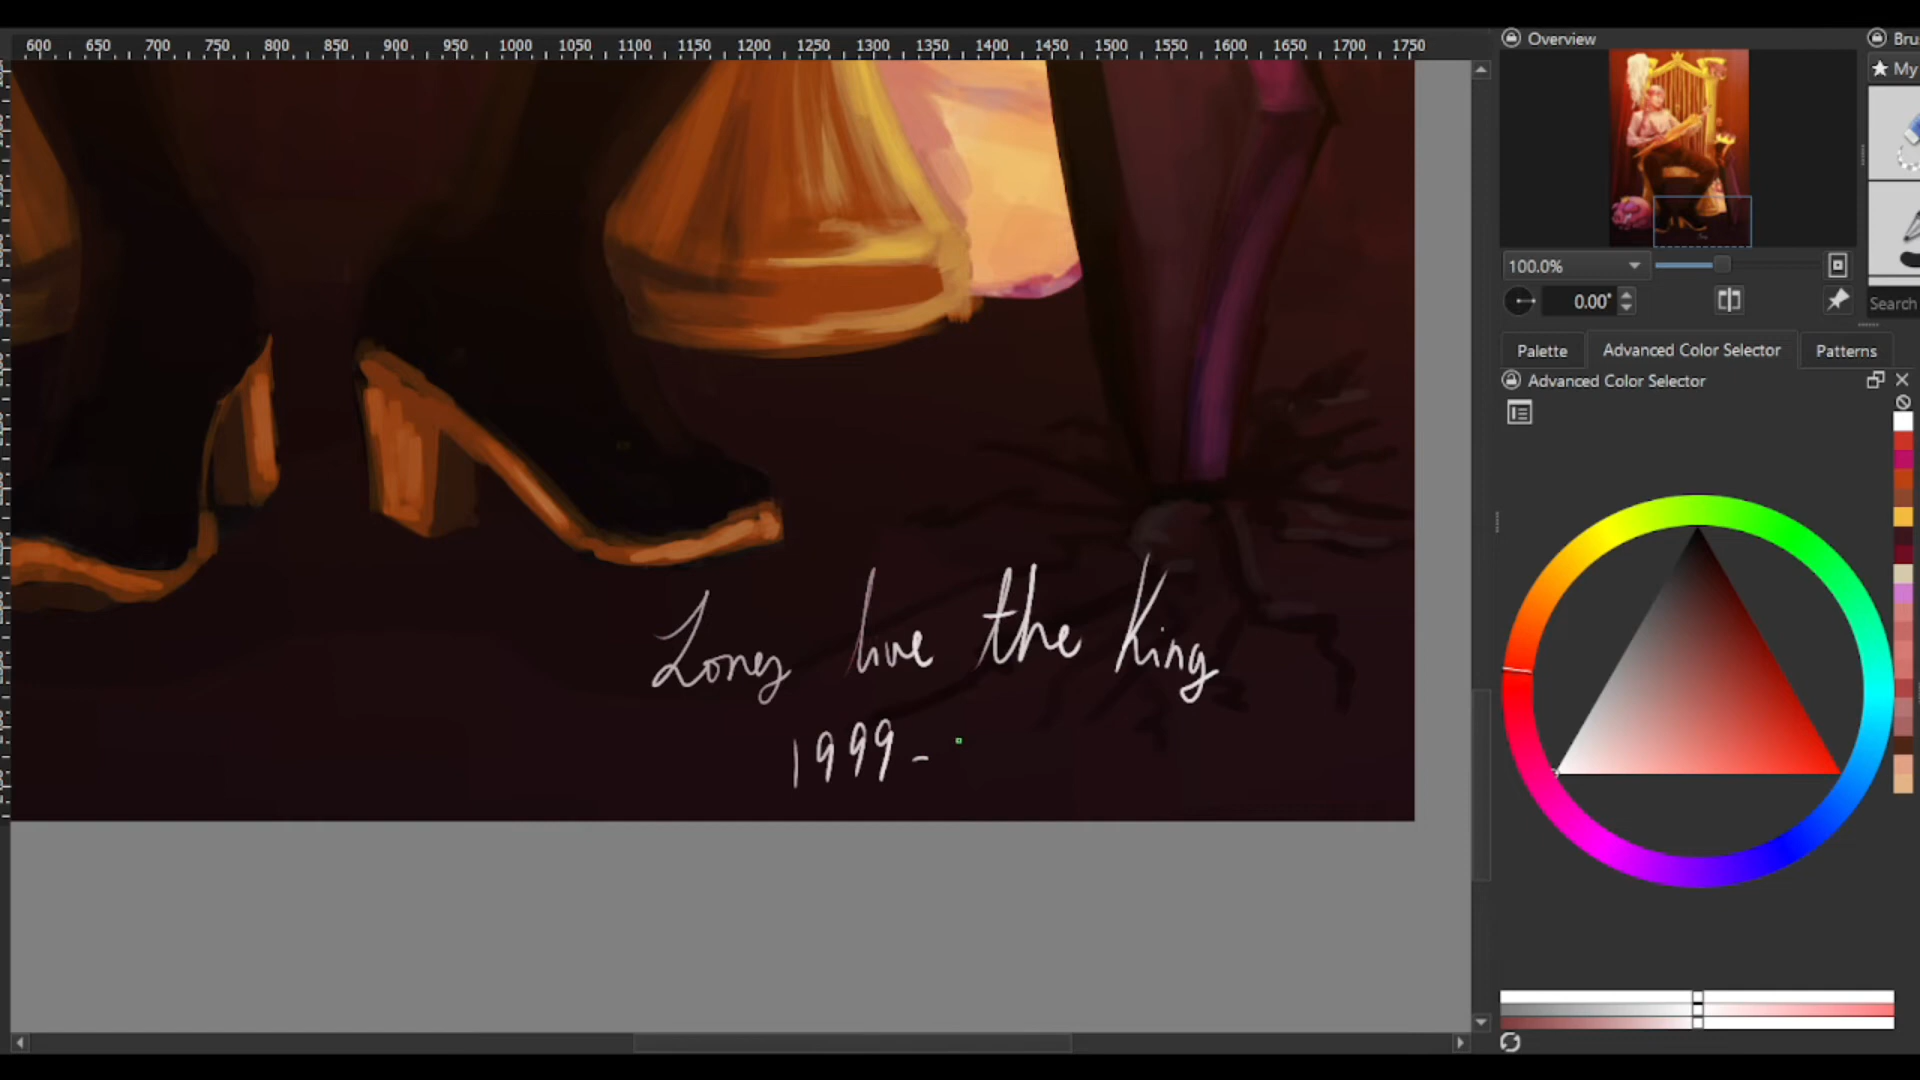 600 650 700 750 800 850 900 950 1000 1050 1100 1150 1200 1250 1300 1350 1400 1450 1500 1550 1600 1650 1700 1750
Overview
Bru
My
100.0%
0.00°
Search
Palette Advanced Color Selector Patterns
Advanced Color Selector
Long live the King
1999-